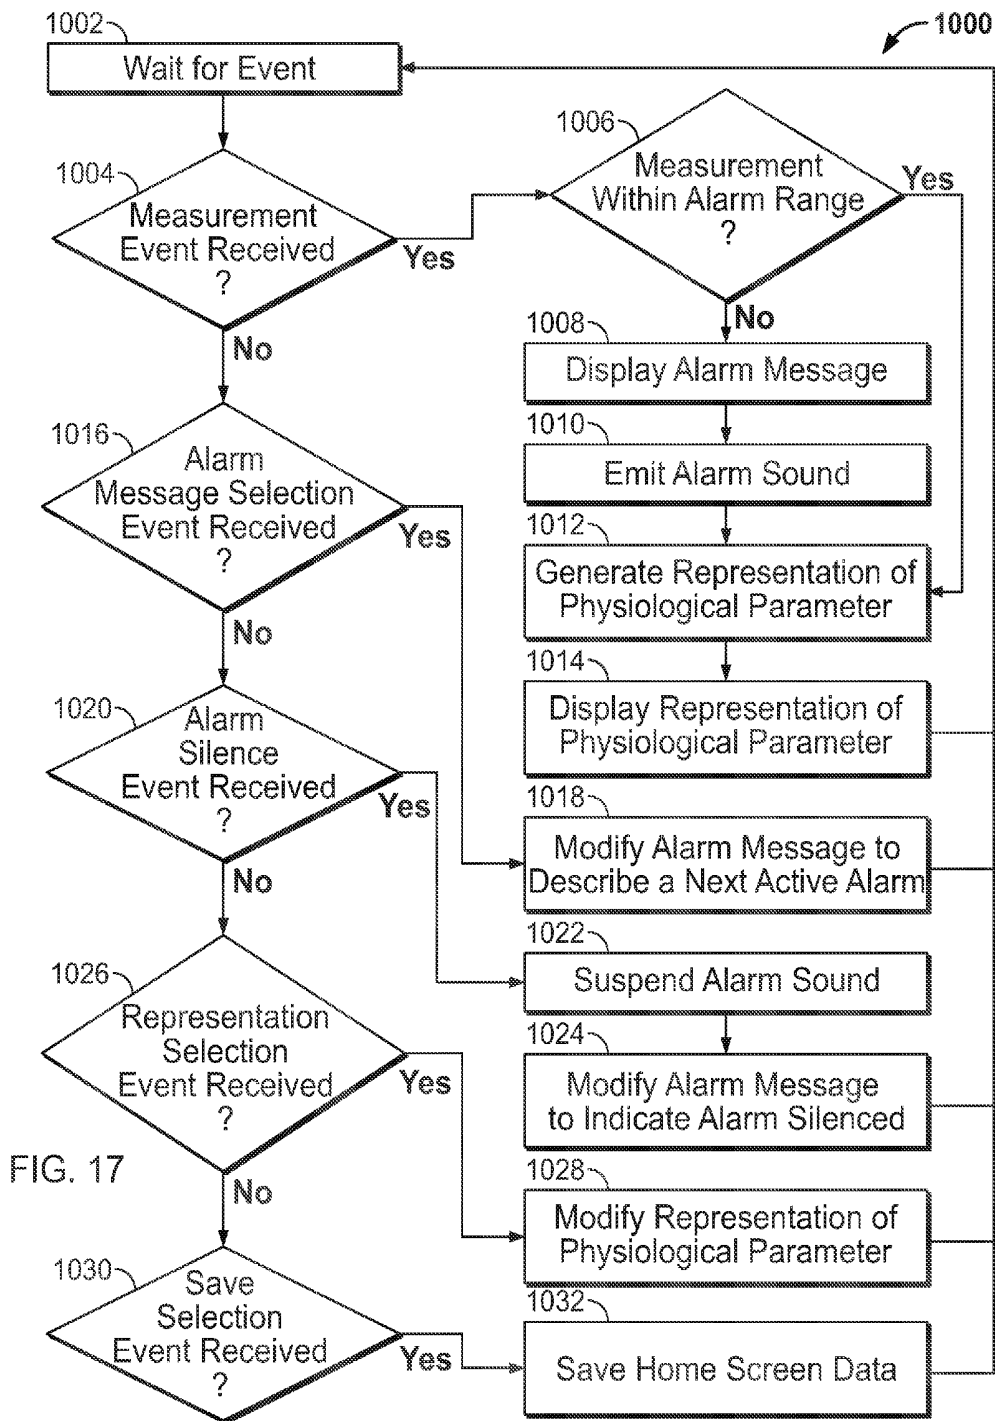 1000
1002
Wait for Event
1004
Measurement
Event Received
?
Yes
No
1006
Measurement
Within Alarm Range
?
Yes
No
1008
Display Alarm Message
1010
Emit Alarm Sound
1012
Generate Representation of
Physiological Parameter
1014
Display Representation of
Physiological Parameter
1016
Alarm
Message Selection
Event Received
?
Yes
No
1018
Modify Alarm Message to
Describe a Next Active Alarm
1020
Alarm
Silence
Event Received
?
Yes
No
1022
Suspend Alarm Sound
1024
Modify Alarm Message
to Indicate Alarm Silenced
1026
Representation
Selection
Event Received
?
Yes
No
1028
Modify Representation of
Physiological Parameter
FIG. 17
1030
Save
Selection
Event Received
?
Yes
1032
Save Home Screen Data